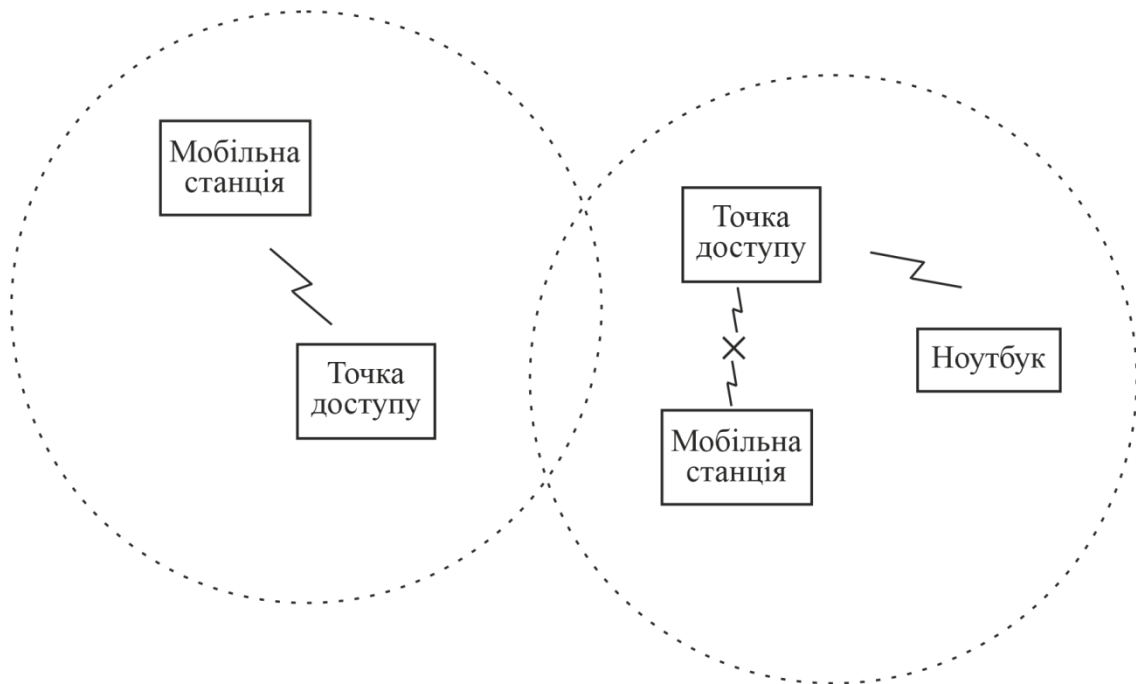 Мобільна
станція
Точка
доступу
Точка
доступу
Ноутбук
Мобільна
станція